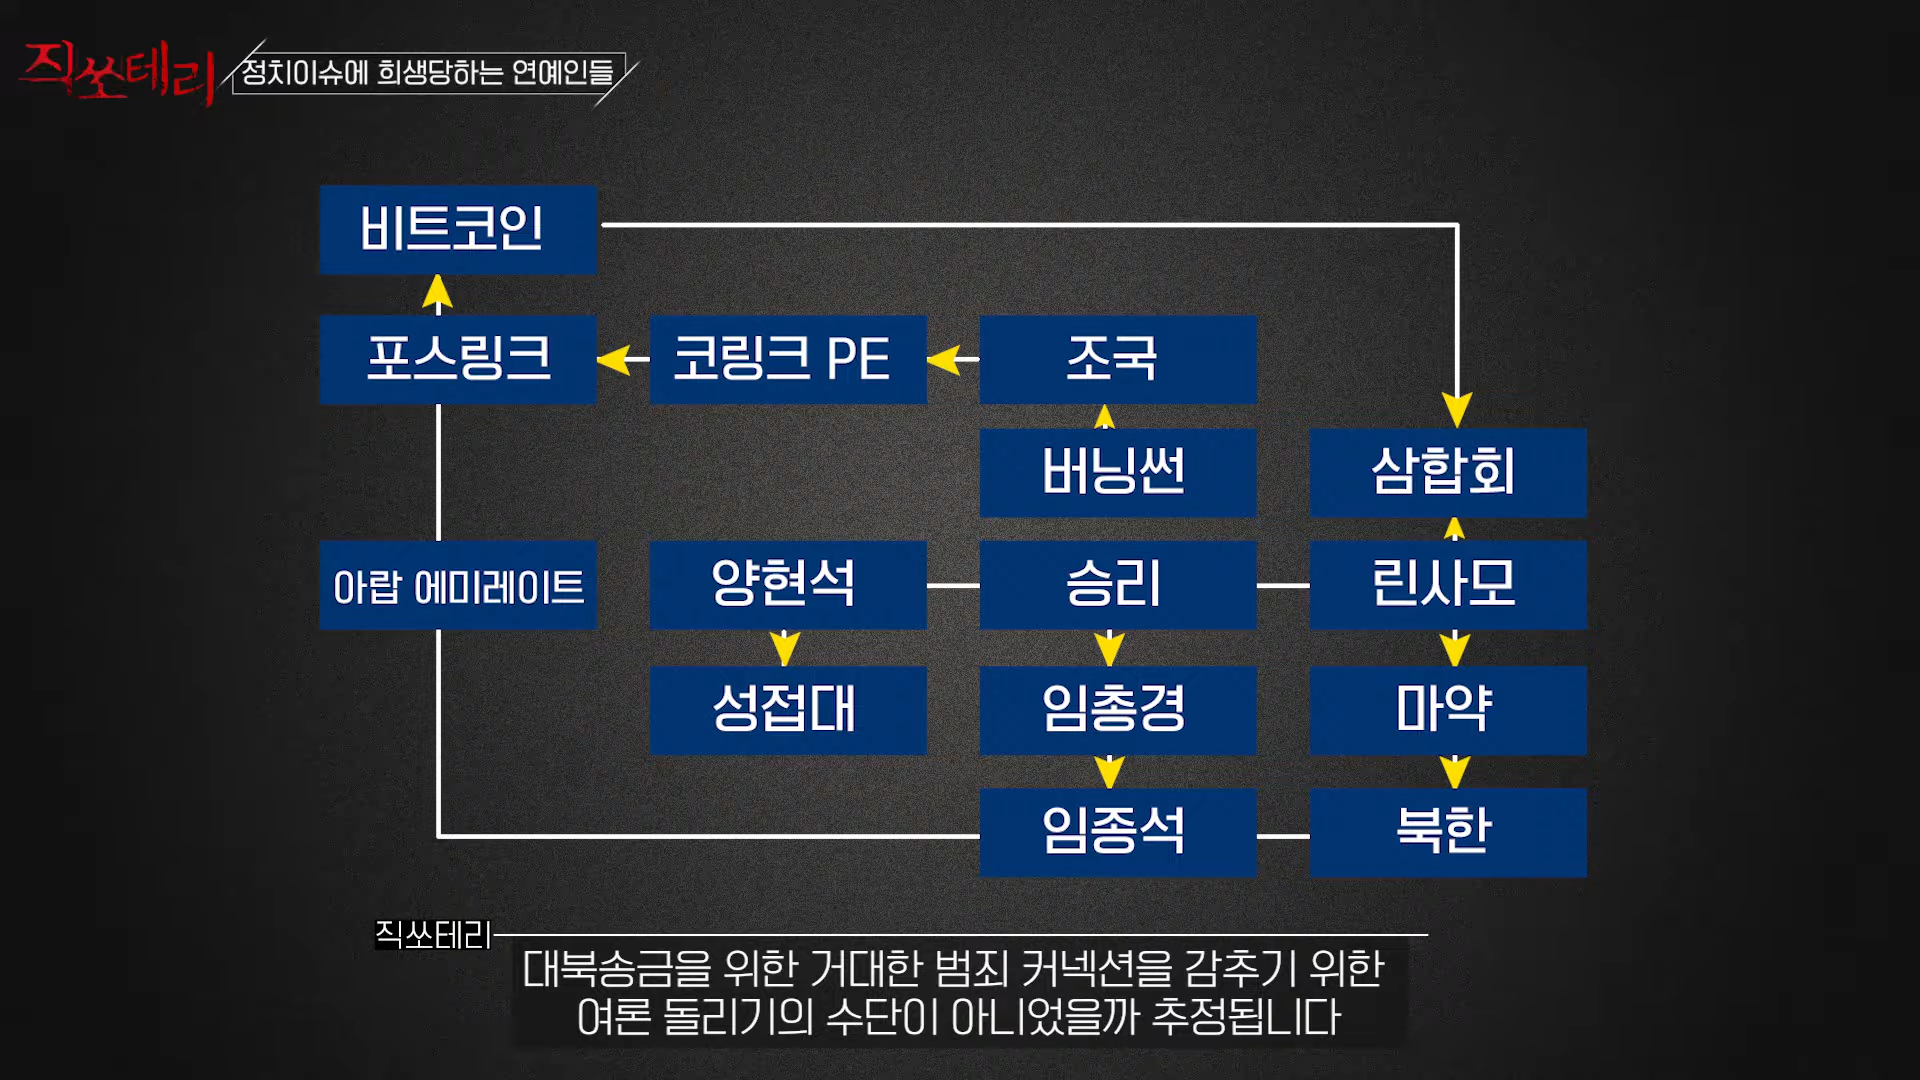 직쏘테리
정치이슈에 희생당하는 연예인들
비트코인
포스링크
코링크 PE
조국
버닝썬
삼합회
아랍 에미레이트
양현석
승리
린사모
성접대
임총경
마약
임종석
북한
직쏘테리
대북송금을 위한 거대한 범죄 커넥션을 감추기 위한
여론 돌리기의 수단이 아니었을까 추정됩니다